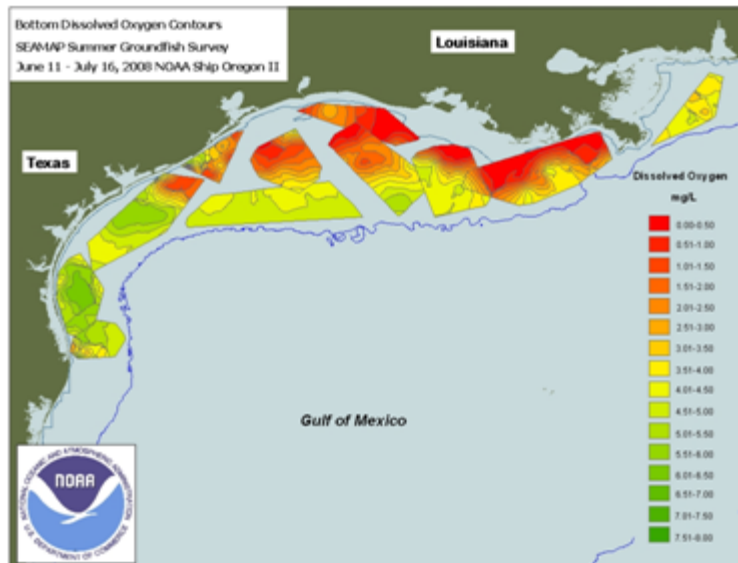 Bottom Dissolved Oxygen Contours
SEAMAP Summer Groundfish Survey
June 11 - July 16, 2008 NOAA Ship Oregon II
Louisiana
Texas
Dissolved Oxygen
mg/L
0.00-0.50
0.51-1.00
1.01-1.50
1.51-2.00
2.01-2.50
2.51-3.00
3.01-3.50
3.51-4.00
4.01-4.50
4.51-5.00
5.01-5.50
5.51-6.00
6.01-6.50
6.51-7.00
7.01-7.50
7.51-8.00
Gulf of Mexico
NATIONAL OCEANIC AND ATMOSPHERIC ADMINISTRATION
NOAA
U.S. DEPARTMENT OF COMMERCE